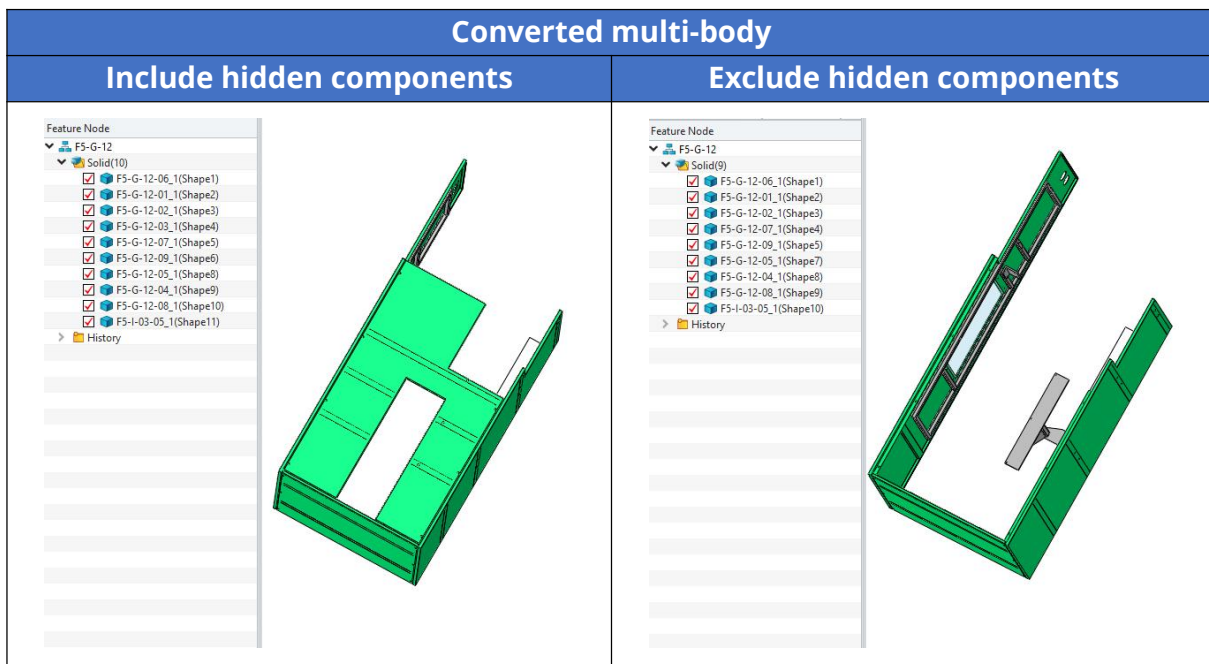 Converted multi-body
Include hidden components
Exclude hidden components
Feature Node
F5-G-12
Solid(10)
F5-G-12-06_1(Shape1)
F5-G-12-01_1(Shape2)
F5-G-12-02_1(Shape3)
F5-G-12-03_1(Shape4)
F5-G-12-07_1(Shape5)
F5-G-12-09_1(Shape6)
F5-G-12-05_1(Shape8)
F5-G-12-04_1(Shape9)
F5-G-12-08_1(Shape10)
F5-I-03-05_1(Shape11)
History
Feature Node
F5-G-12
Solid(9)
F5-G-12-06_1(Shape1)
F5-G-12-01_1(Shape2)
F5-G-12-02_1(Shape3)
F5-G-12-07_1(Shape4)
F5-G-12-09_1(Shape5)
F5-G-12-05_1(Shape7)
F5-G-12-04_1(Shape8)
F5-G-12-08_1(Shape9)
F5-I-03-05_1(Shape10)
History